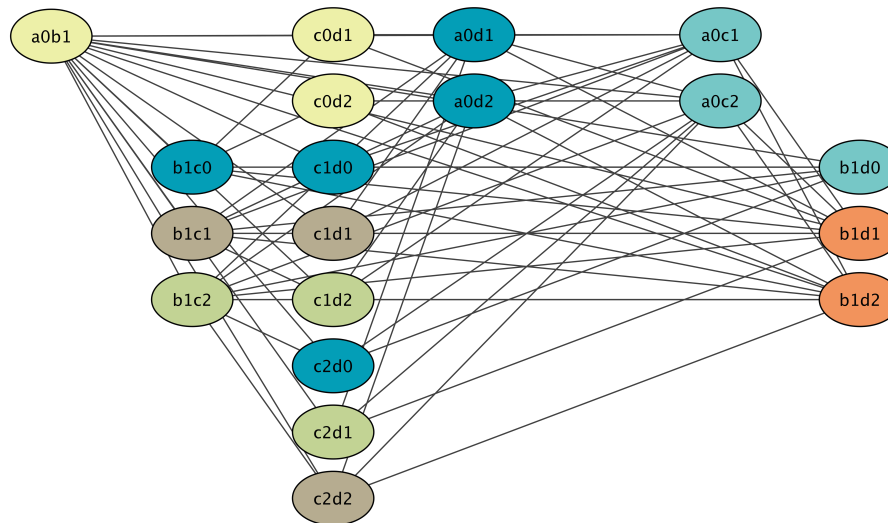 a0b1 c0d1 a0d1 a0c1
c0d2 a0d2 a0c2
b1c0 c1d0 b1d0
b1c1 c1d1 b1d1
b1c2 c1d2 b1d2
c2d0
c2d1
c2d2